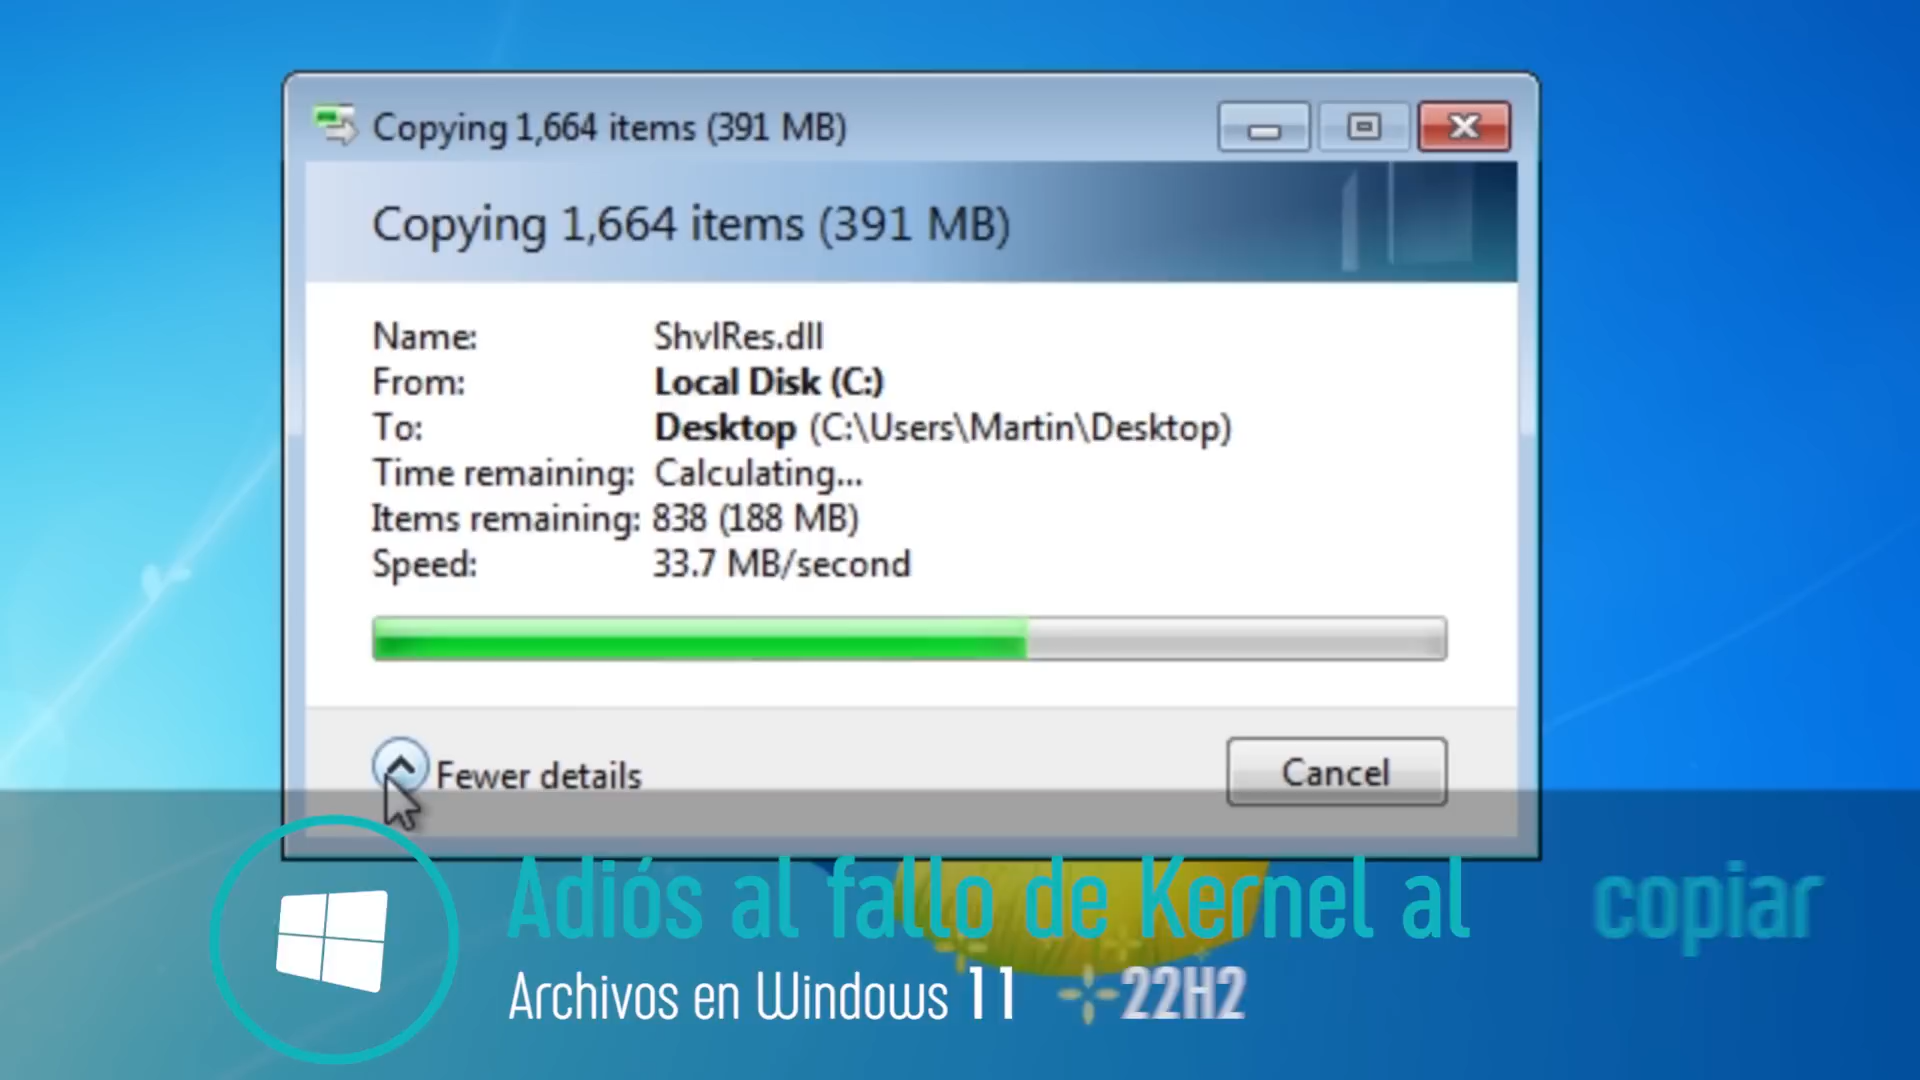 Copying 1,664 items (391 MB)
Copying 1,664 items (391 MB)
Name: ShvlRes.dll
From: Local Disk (C:)
To: Desktop (C:\Users\Martin\Desktop)
Time remaining: Calculating...
Items remaining: 838 (188 MB)
Speed: 33.7 MB/second
Fewer details Cancel
Adiós al fallo de Kernel al copiar
Archivos en Windows 11 22H2